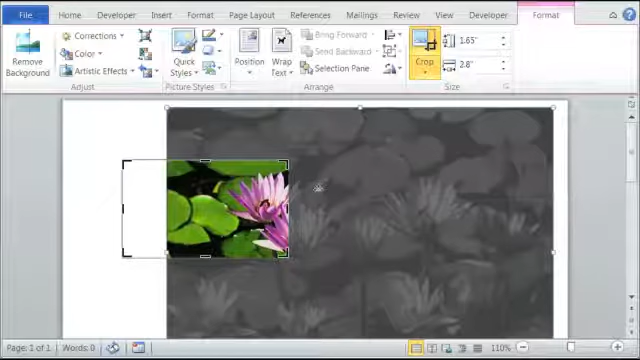 File Home Developer Insert Format Page Layout References Mailings Review View Developer Format
Corrections
Color
Artistic Effects
Remove
Background
Adjust
Quick
Styles
Picture Styles
Position
Wrap
Text
Bring Forward
Send Backward
Selection Pane
Arrange
Crop
1.65"
2.8"
Size
Page: 1 of 1 Words: 0 110%